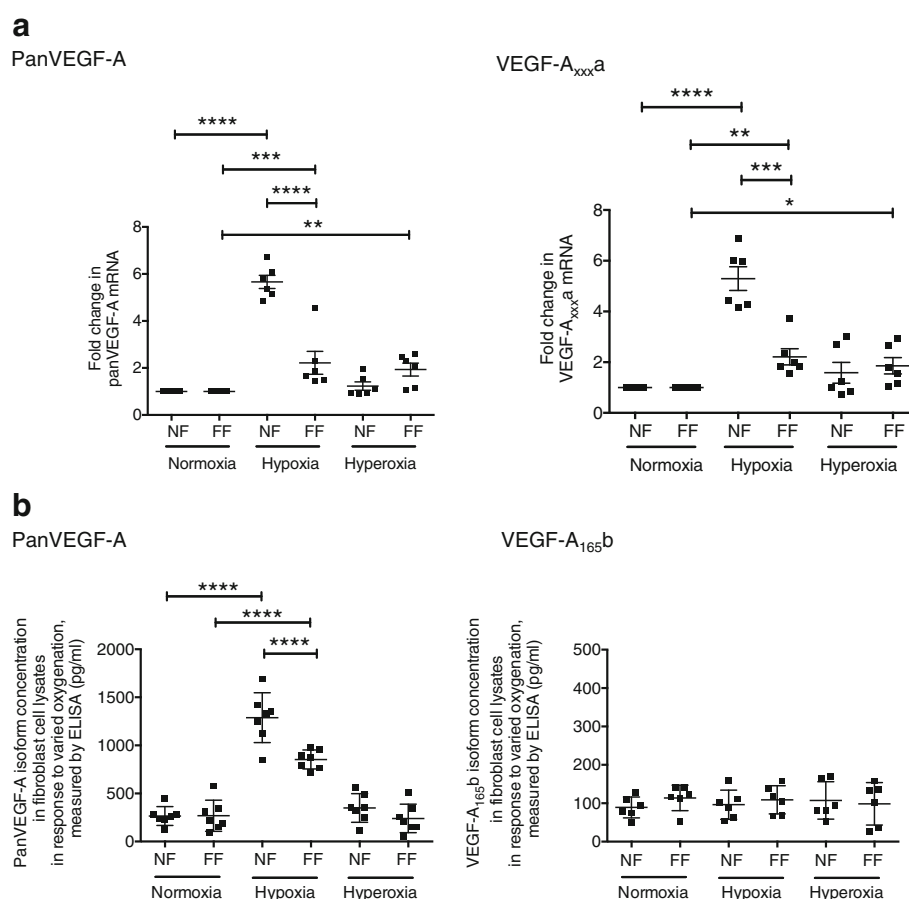 a
PanVEGF-A
VEGF-Axxxa
****
***
****
**
8
6
4
2
0
Fold change in
panVEGF-A mRNA
NF FF NF FF NF FF
Normoxia Hypoxia Hyperoxia
****
**
***
*
8
6
4
2
0
Fold change in
VEGF-Axxxa mRNA
NF FF NF FF NF FF
Normoxia Hypoxia Hyperoxia
b
PanVEGF-A
VEGF-A165b
****
****
****
2000
1500
1000
500
0
PanVEGF-A isoform concentration
in fibroblast cell lysates
in response to varied oxygenation,
measured by ELISA (pg/ml)
NF FF NF FF NF FF
Normoxia Hypoxia Hyperoxia
500
400
300
200
100
0
VEGF-A165b isoform concentration
in fibroblast cell lysates
in response to varied oxygenation,
measured by ELISA (pg/ml)
NF FF NF FF NF FF
Normoxia Hypoxia Hyperoxia